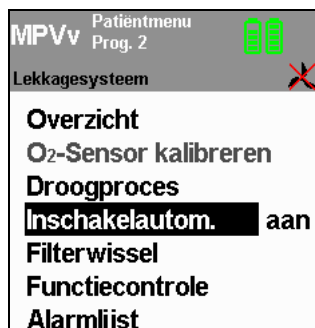 MPVv Patiëntmenu
Prog. 2
Lekkagesysteem
Overzicht
O2-Sensor kalibreren
Droogproces
Inschakelautom. aan
Filterwissel
Functiecontrole
Alarmlijst